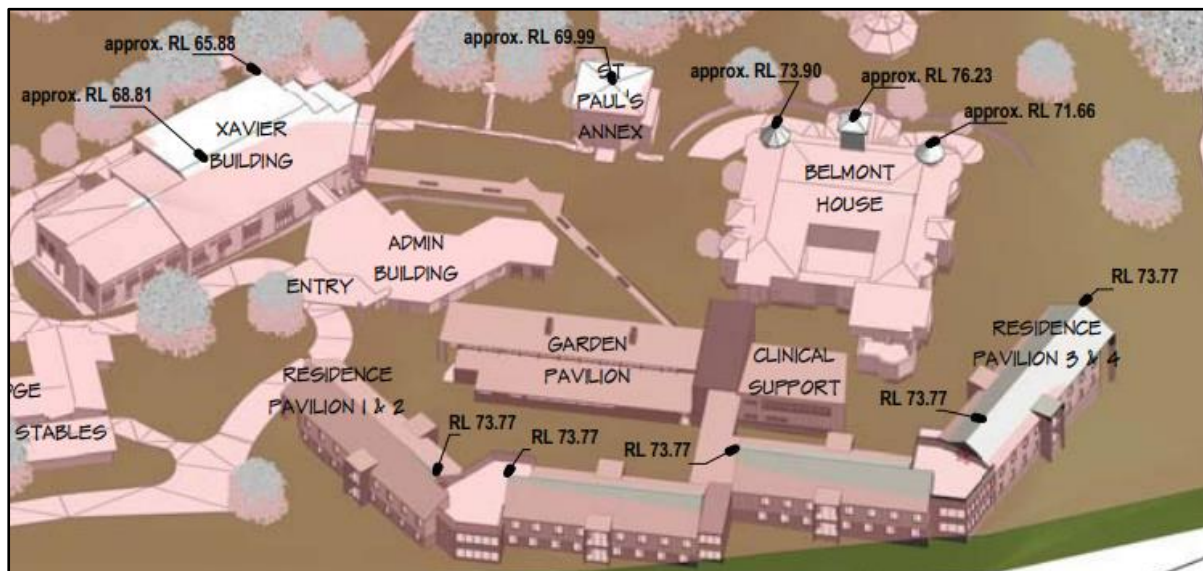 approx. RL 65.88
approx. RL 69.99
approx. RL 73.90
approx. RL 76.23
approx. RL 68.81
approx. RL 71.66
XAVIER
BUILDING
ST
PAUL'S
ANNEX
BELMONT
HOUSE
ADMIN
BUILDING
ENTRY
RL 73.77
GARDEN
PAVILION
CLINICAL
SUPPORT
RESIDENCE
PAVILION 3 & 4
RESIDENCE
PAVILION 1 & 2
GE
STABLES
RL 73.77
RL 73.77
RL 73.77
RL 73.77